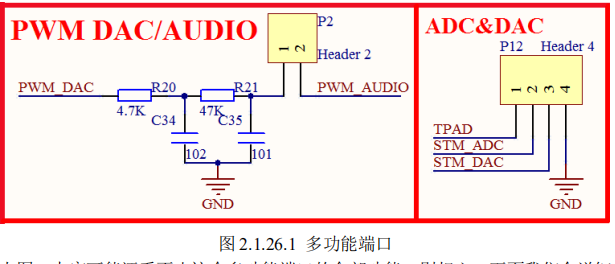 PWM DAC/AUDIO
P2
1
2
Header 2
PWM_DAC
R20
4.7K
R21
47K
PWM_AUDIO
C34
102
C35
101
GND
ADC&DAC
P12
Header 4
1
2
3
4
TPAD
STM_ADC
STM_DAC
GND
图 2.1.26.1 多功能端口